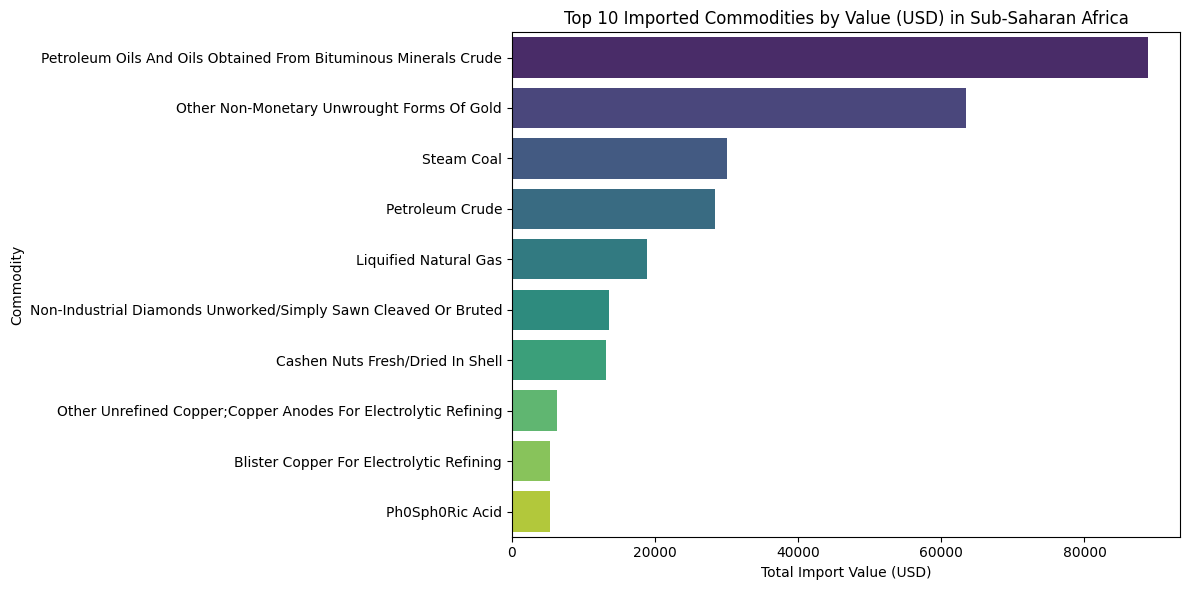 Top 10 Imported Commodities by Value (USD) in Sub-Saharan Africa
Commodity
Petroleum Oils And Oils Obtained From Bituminous Minerals Crude
Other Non-Monetary Unwrought Forms Of Gold
Steam Coal
Petroleum Crude
Liquified Natural Gas
Non-Industrial Diamonds Unworked/Simply Sawn Cleaved Or Bruted
Cashen Nuts Fresh/Dried In Shell
Other Unrefined Copper;Copper Anodes For Electrolytic Refining
Blister Copper For Electrolytic Refining
Ph0Sph0Ric Acid
0 20000 40000 60000 80000
Total Import Value (USD)